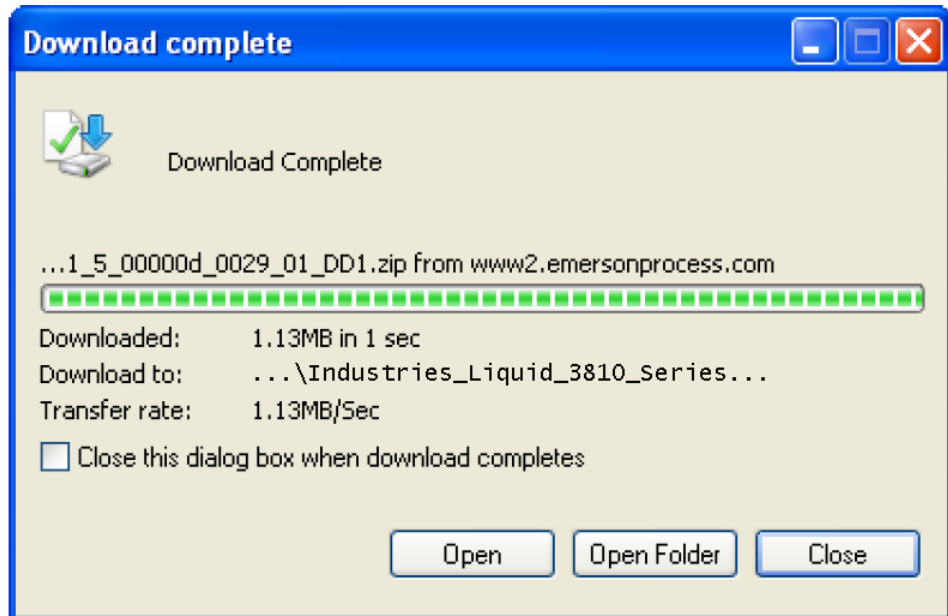 Download complete
Download Complete
...1_5_00000d_0029_01_DD1.zip from www2.emersonprocess.com
Downloaded: 1.13MB in 1 sec
Download to: ...\Industries_Liquid_3810_Series...
Transfer rate: 1.13MB/Sec
Close this dialog box when download completes
Open Open Folder Close